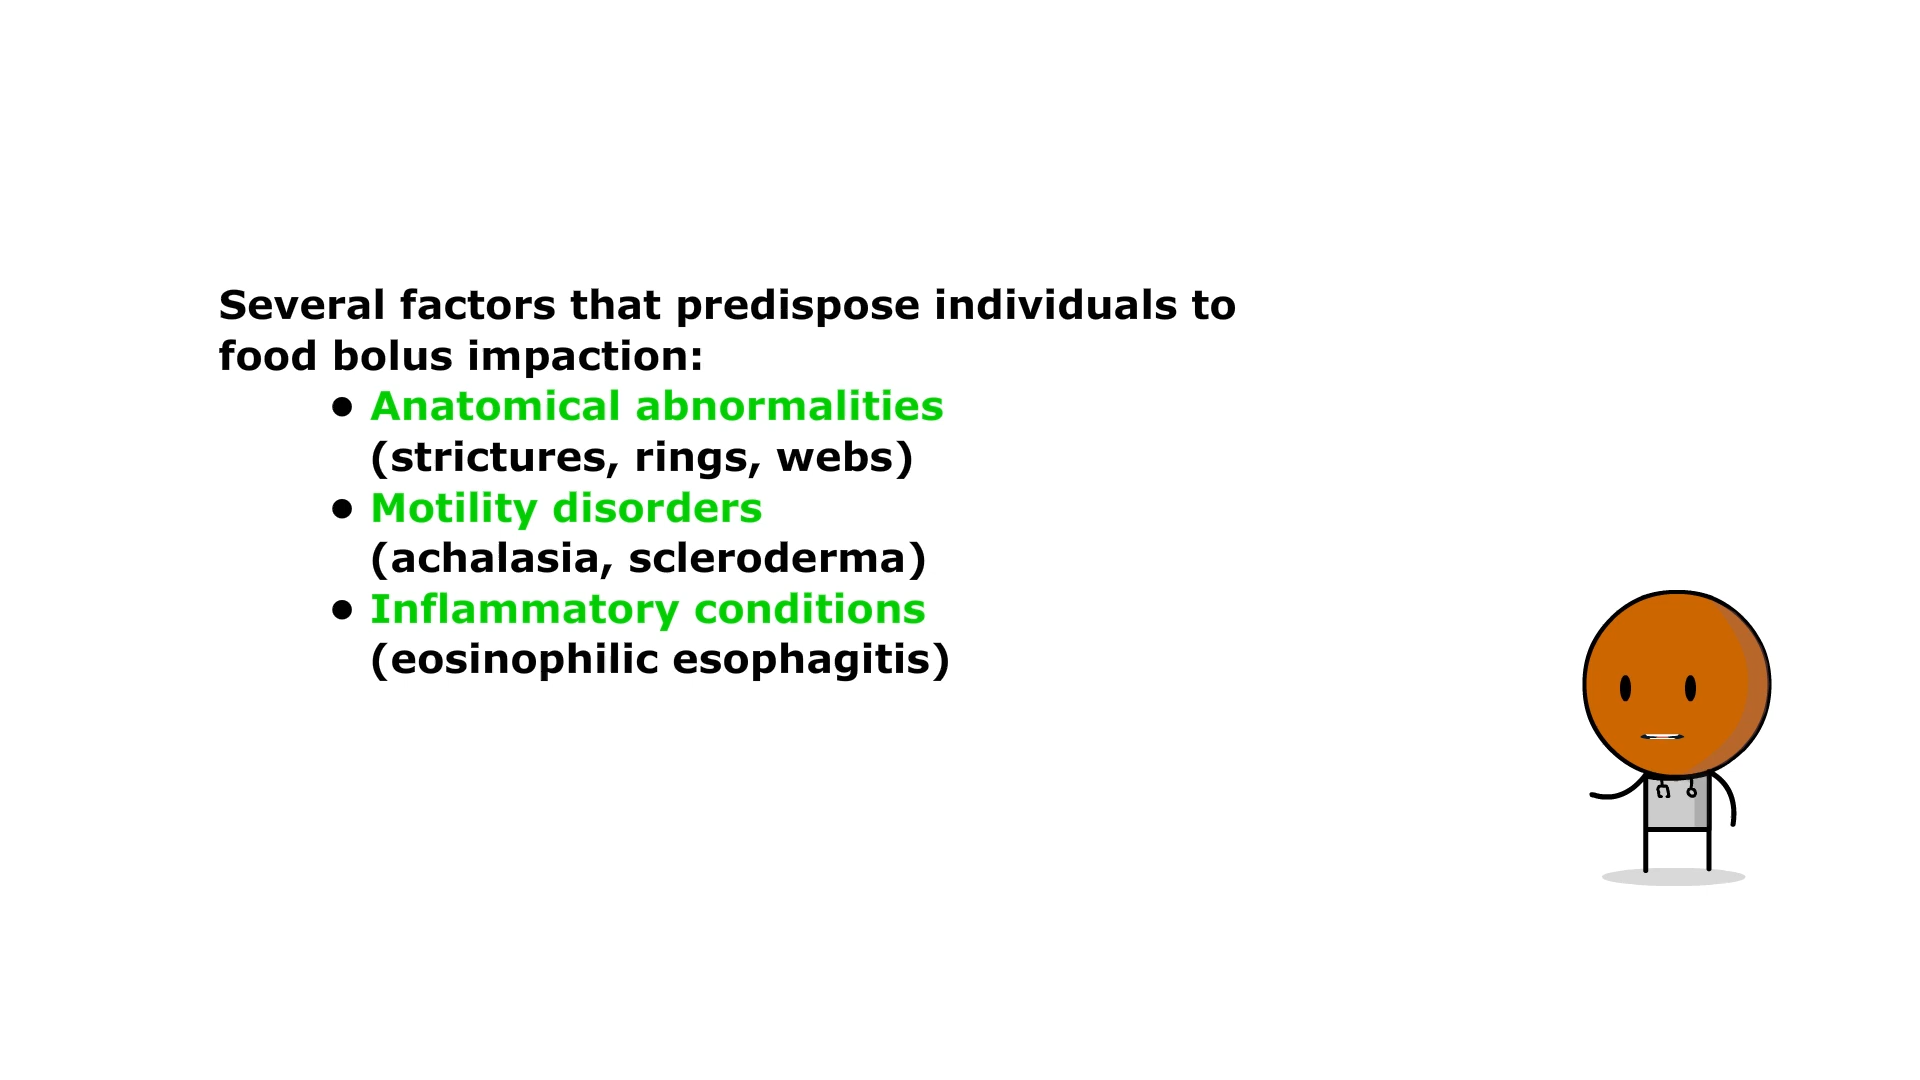 Several factors that predispose individuals to
food bolus impaction:
● Anatomical abnormalities
(strictures, rings, webs)
● Motility disorders
(achalasia, scleroderma)
● Inflammatory conditions
(eosinophilic esophagitis)